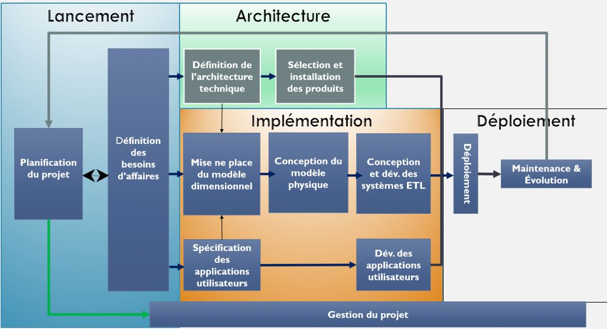 Lancement
Architecture
Définition de
l'architecture
technique
Sélection et
installation
des produits
Implémentation
Déploiement
Planification
du projet
Définition
des
besoins
d'affaires
Mise ne place
du modèle
dimensionnel
Conception du
modèle
physique
Conception
et dév. des
systèmes ETL
Déploiement
Maintenance &
Évolution
Spécification
des
applications
utilisateurs
Dév. des
applications
utilisateurs
Gestion du projet